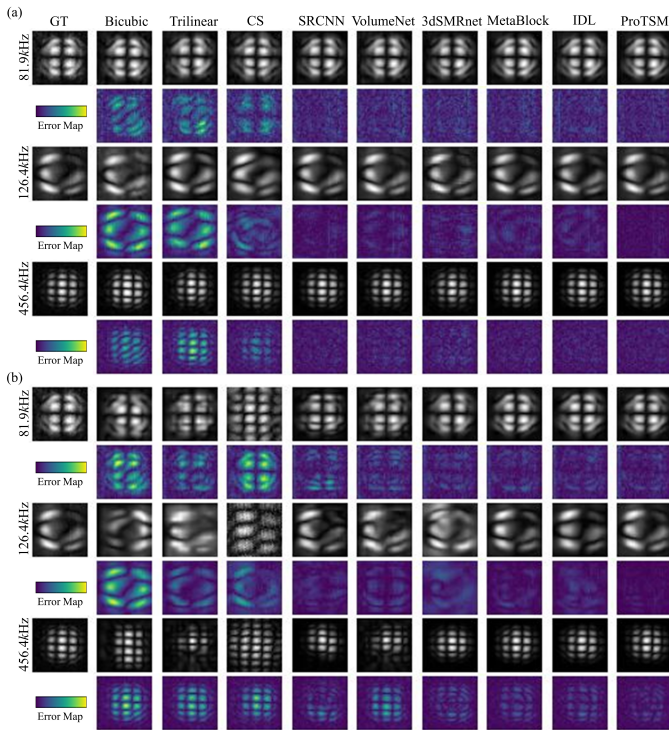 (a)
GT Bicubic Trilinear CS SRCNN VolumeNet 3dSMRnet MetaBlock IDL ProTSM
81.9kHz
Error Map
126.4kHz
Error Map
456.4kHz
Error Map
(b)
81.9kHz
Error Map
126.4kHz
Error Map
456.4kHz
Error Map